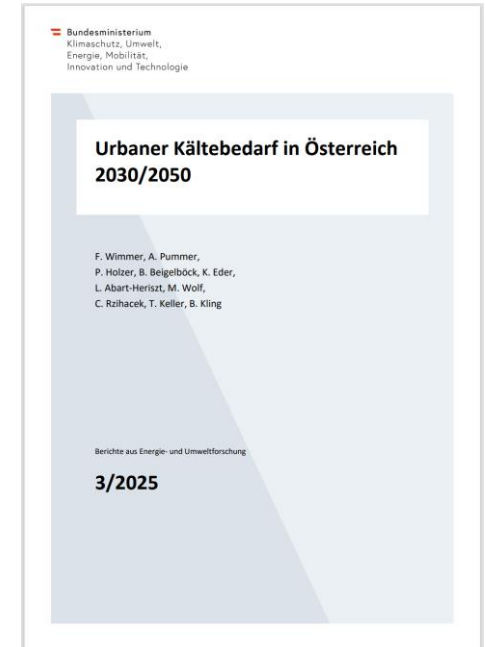 Bundesministerium
Klimaschutz, Umwelt,
Energie, Mobilität,
Innovation und Technologie
Urbaner Kältebedarf in Österreich
2030/2050
F. Wimmer, A. Pummer,
P. Holzer, B. Beigelböck, K. Eder,
L. Abart-Heriszt, M. Wolf,
C. Rzihacek, T. Keller, B. Kling
Berichte aus Energie- und Umweltforschung
3/2025